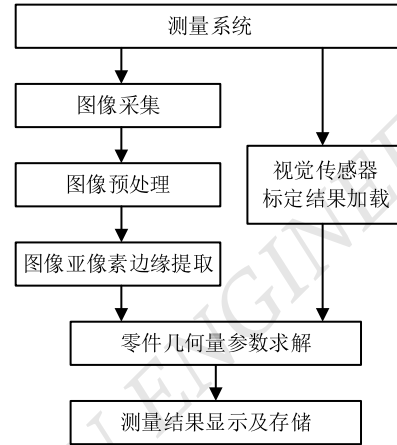 测量系统
图像采集
图像预处理
视觉传感器
标定结果加载
图像亚像素边缘提取
零件几何量参数求解
测量结果显示及存储
LENGINEE